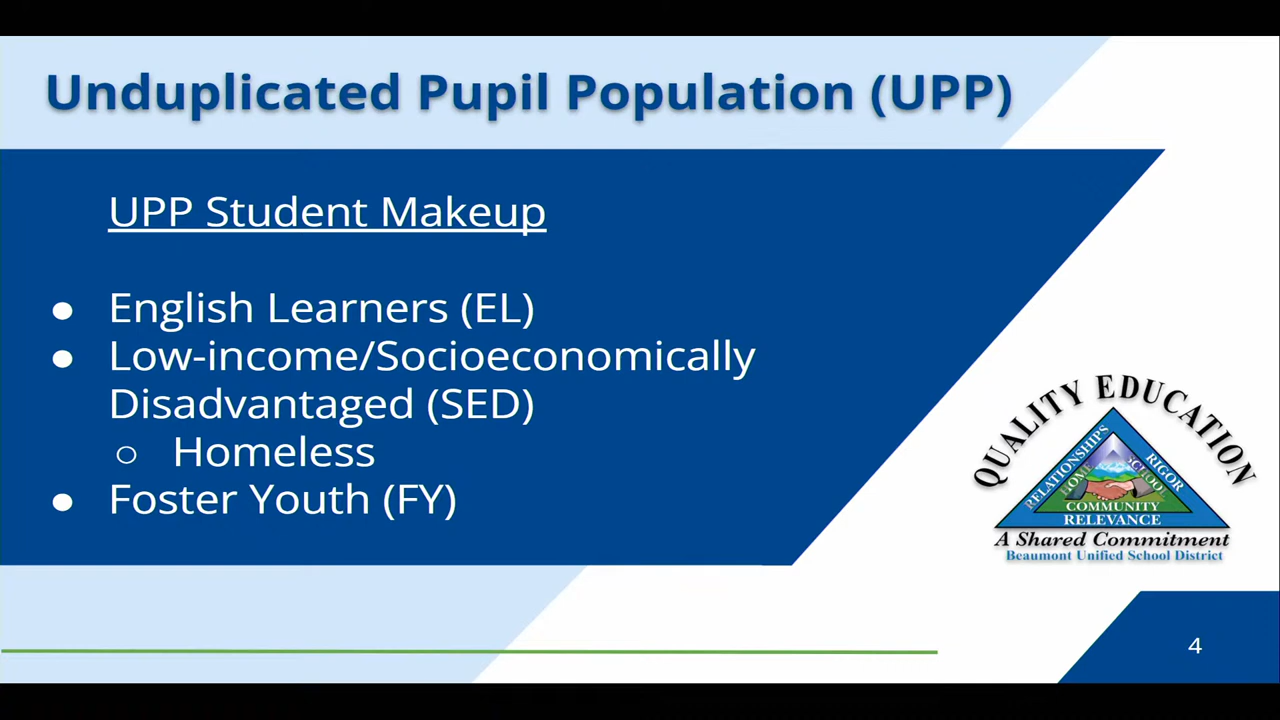 Unduplicated Pupil Population (UPP)
UPP Student Makeup
● English Learners (EL)
● Low-income/Socioeconomically
Disadvantaged (SED)
○ Homeless
● Foster Youth (FY)
QUALITY EDUCATION
RELATIONSHIPS
RIGOR
HOME
SCHOOL
COMMUNITY
RELEVANCE
A Shared Commitment
Beaumont Unified School District
4